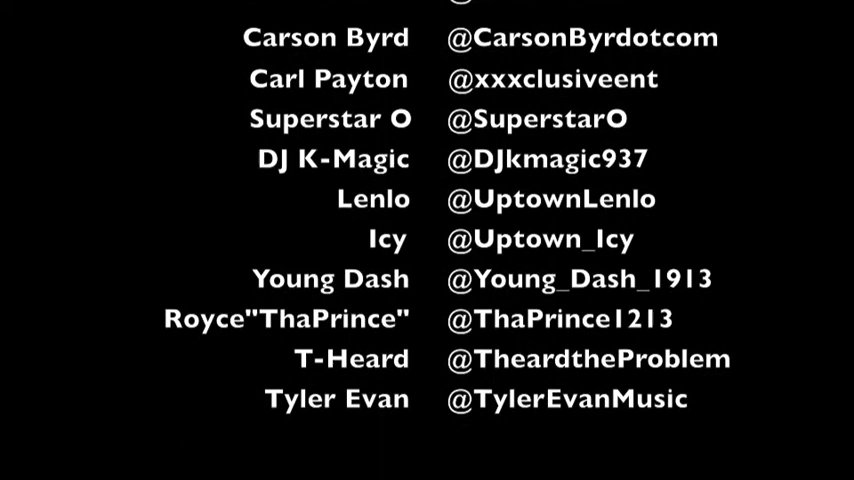 Carson Byrd @CarsonByrdotcom
Carl Payton @xxxclusiveent
Superstar O @SuperstarO
DJ K-Magic @DJkmagic937
Lenlo @UptownLenlo
Icy @Uptown_Icy
Young Dash @Young_Dash_1913
Royce"ThaPrince" @ThaPrince1213
T-Heard @TheardtheProblem
Tyler Evan @TylerEvanMusic